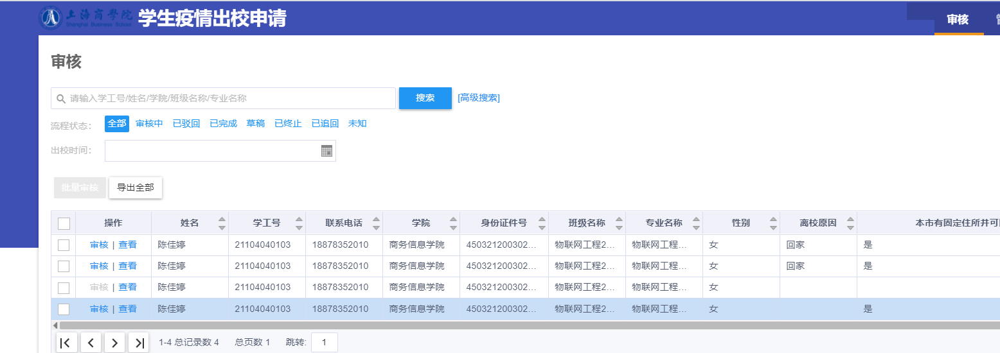 上海商學院 学生疫情出校申请 审核
Shanghai Business School
审核
请输入学工号/姓名/学院/班级名称/专业名称 搜索 [高级搜索]
流程状态： 全部 审核中 已驳回 已完成 草稿 已终止 已追回 未知
出校时间：
批量审核 导出全部
操作 姓名 学工号 联系电话 学院 身份证件号 班级名称 专业名称 性别 离校原因 本市有固定住所并可
审核 | 查看 陈佳婷 21104040103 18878352010 商务信息学院 450321200302... 物联网工程2... 物联网工程... 女 回家 是
审核 | 查看 陈佳婷 21104040103 18878352010 商务信息学院 450321200302... 物联网工程2... 物联网工程... 女 回家 是
审核 | 查看 陈佳婷 21104040103 18878352010 商务信息学院 450321200302... 物联网工程2... 物联网工程... 女
审核 | 查看 陈佳婷 21104040103 18878352010 商务信息学院 450321200302... 物联网工程2... 物联网工程... 女 是
1-4 总记录数 4 总页数 1 跳转: 1